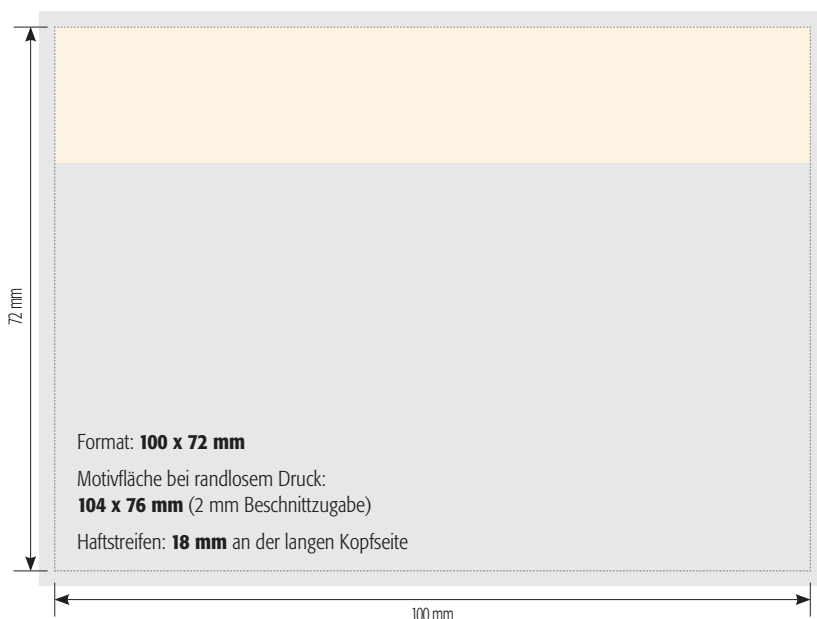 72 mm
Format: 100 x 72 mm
Motivfläche bei randlosem Druck:
104 x 76 mm (2 mm Beschnittzugabe)
Haftstreifen: 18 mm an der langen Kopfseite
100 mm